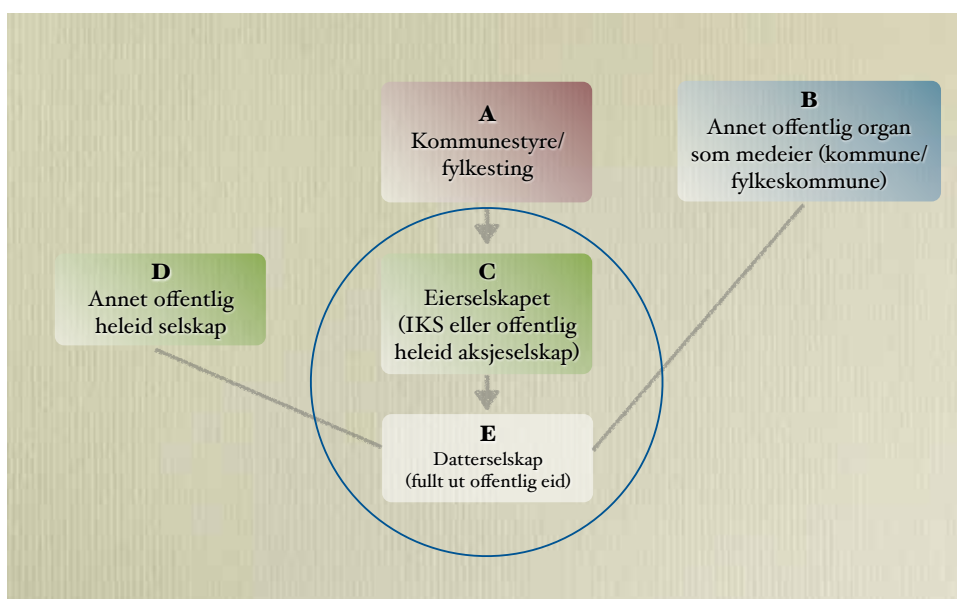 A
Kommunestyre/
fylkesting
B
Annet offentlig organ
som medeier (kommune/
fylkeskommune)
D
Annet offentlig
heleid selskap
C
Eierselskapet
(IKS eller offentlig
heleid aksjeselskap)
E
Datterselskap
(fullt ut offentlig eid)